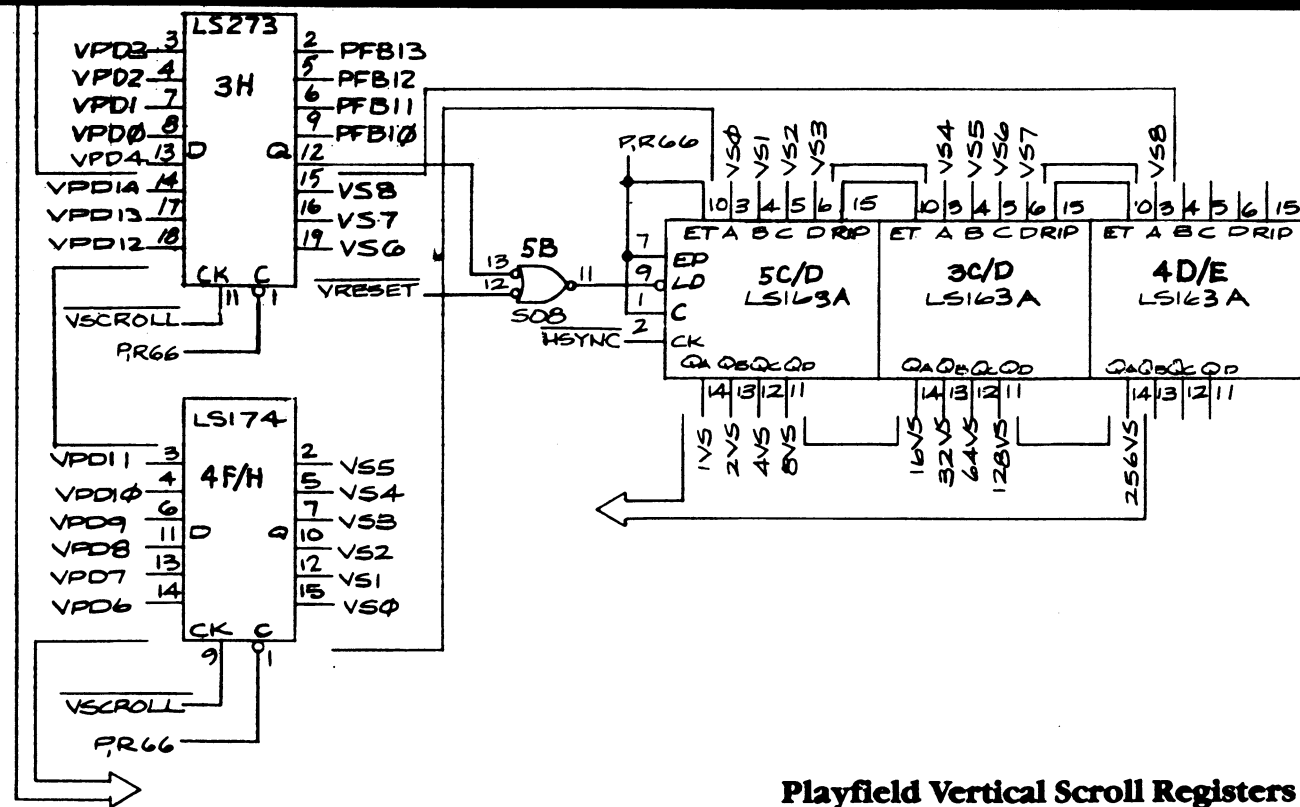 LS273
3H
VPD3 3
VPD2 4
VPD1 7
VPDØ 8
VPD4 13
VPD14 14
VPD13 17
VPD12 18
D
Q
2 PFB13
5 PFB12
6 PFB11
9 PFB1Ø
12
15 VS8
16 VS7
19 VS6
CK C
11 1
VSCROLL
P,R66
LS174
4F/H
VPD11 3
VPD1Ø 4
VPD9 6
VPD8 11
VPD7 13
VPD6 14
D
Q
2 VS5
5 VS4
7 VS3
10 VS2
12 VS1
15 VSØ
CK C
9 1
VSCROLL
P,R66
VRESET
5B
13
12
11
SO8
HSYNC
P,R66
VSØ VS1 VS2 VS3
VS4 VS5 VS6 VS7
VS8
10 3 4 5 6 15
10 3 4 5 6 15
10 3 4 5 6 15
ET A B C D RIP
ET A B C D RIP
ET A B C D RIP
7 EP
9 LD
1 C
2 CK
5C/D
LS163A
3C/D
LS163A
4D/E
LS163A
QA QB QC QD
QA QB QC QD
QA QB QC QD
14 13 12 11
14 13 12 11
14 13 12 11
1VS 2VS 4VS 8VS
16VS 32VS 64VS 128VS
256VS
Playfield Vertical Scroll Registers